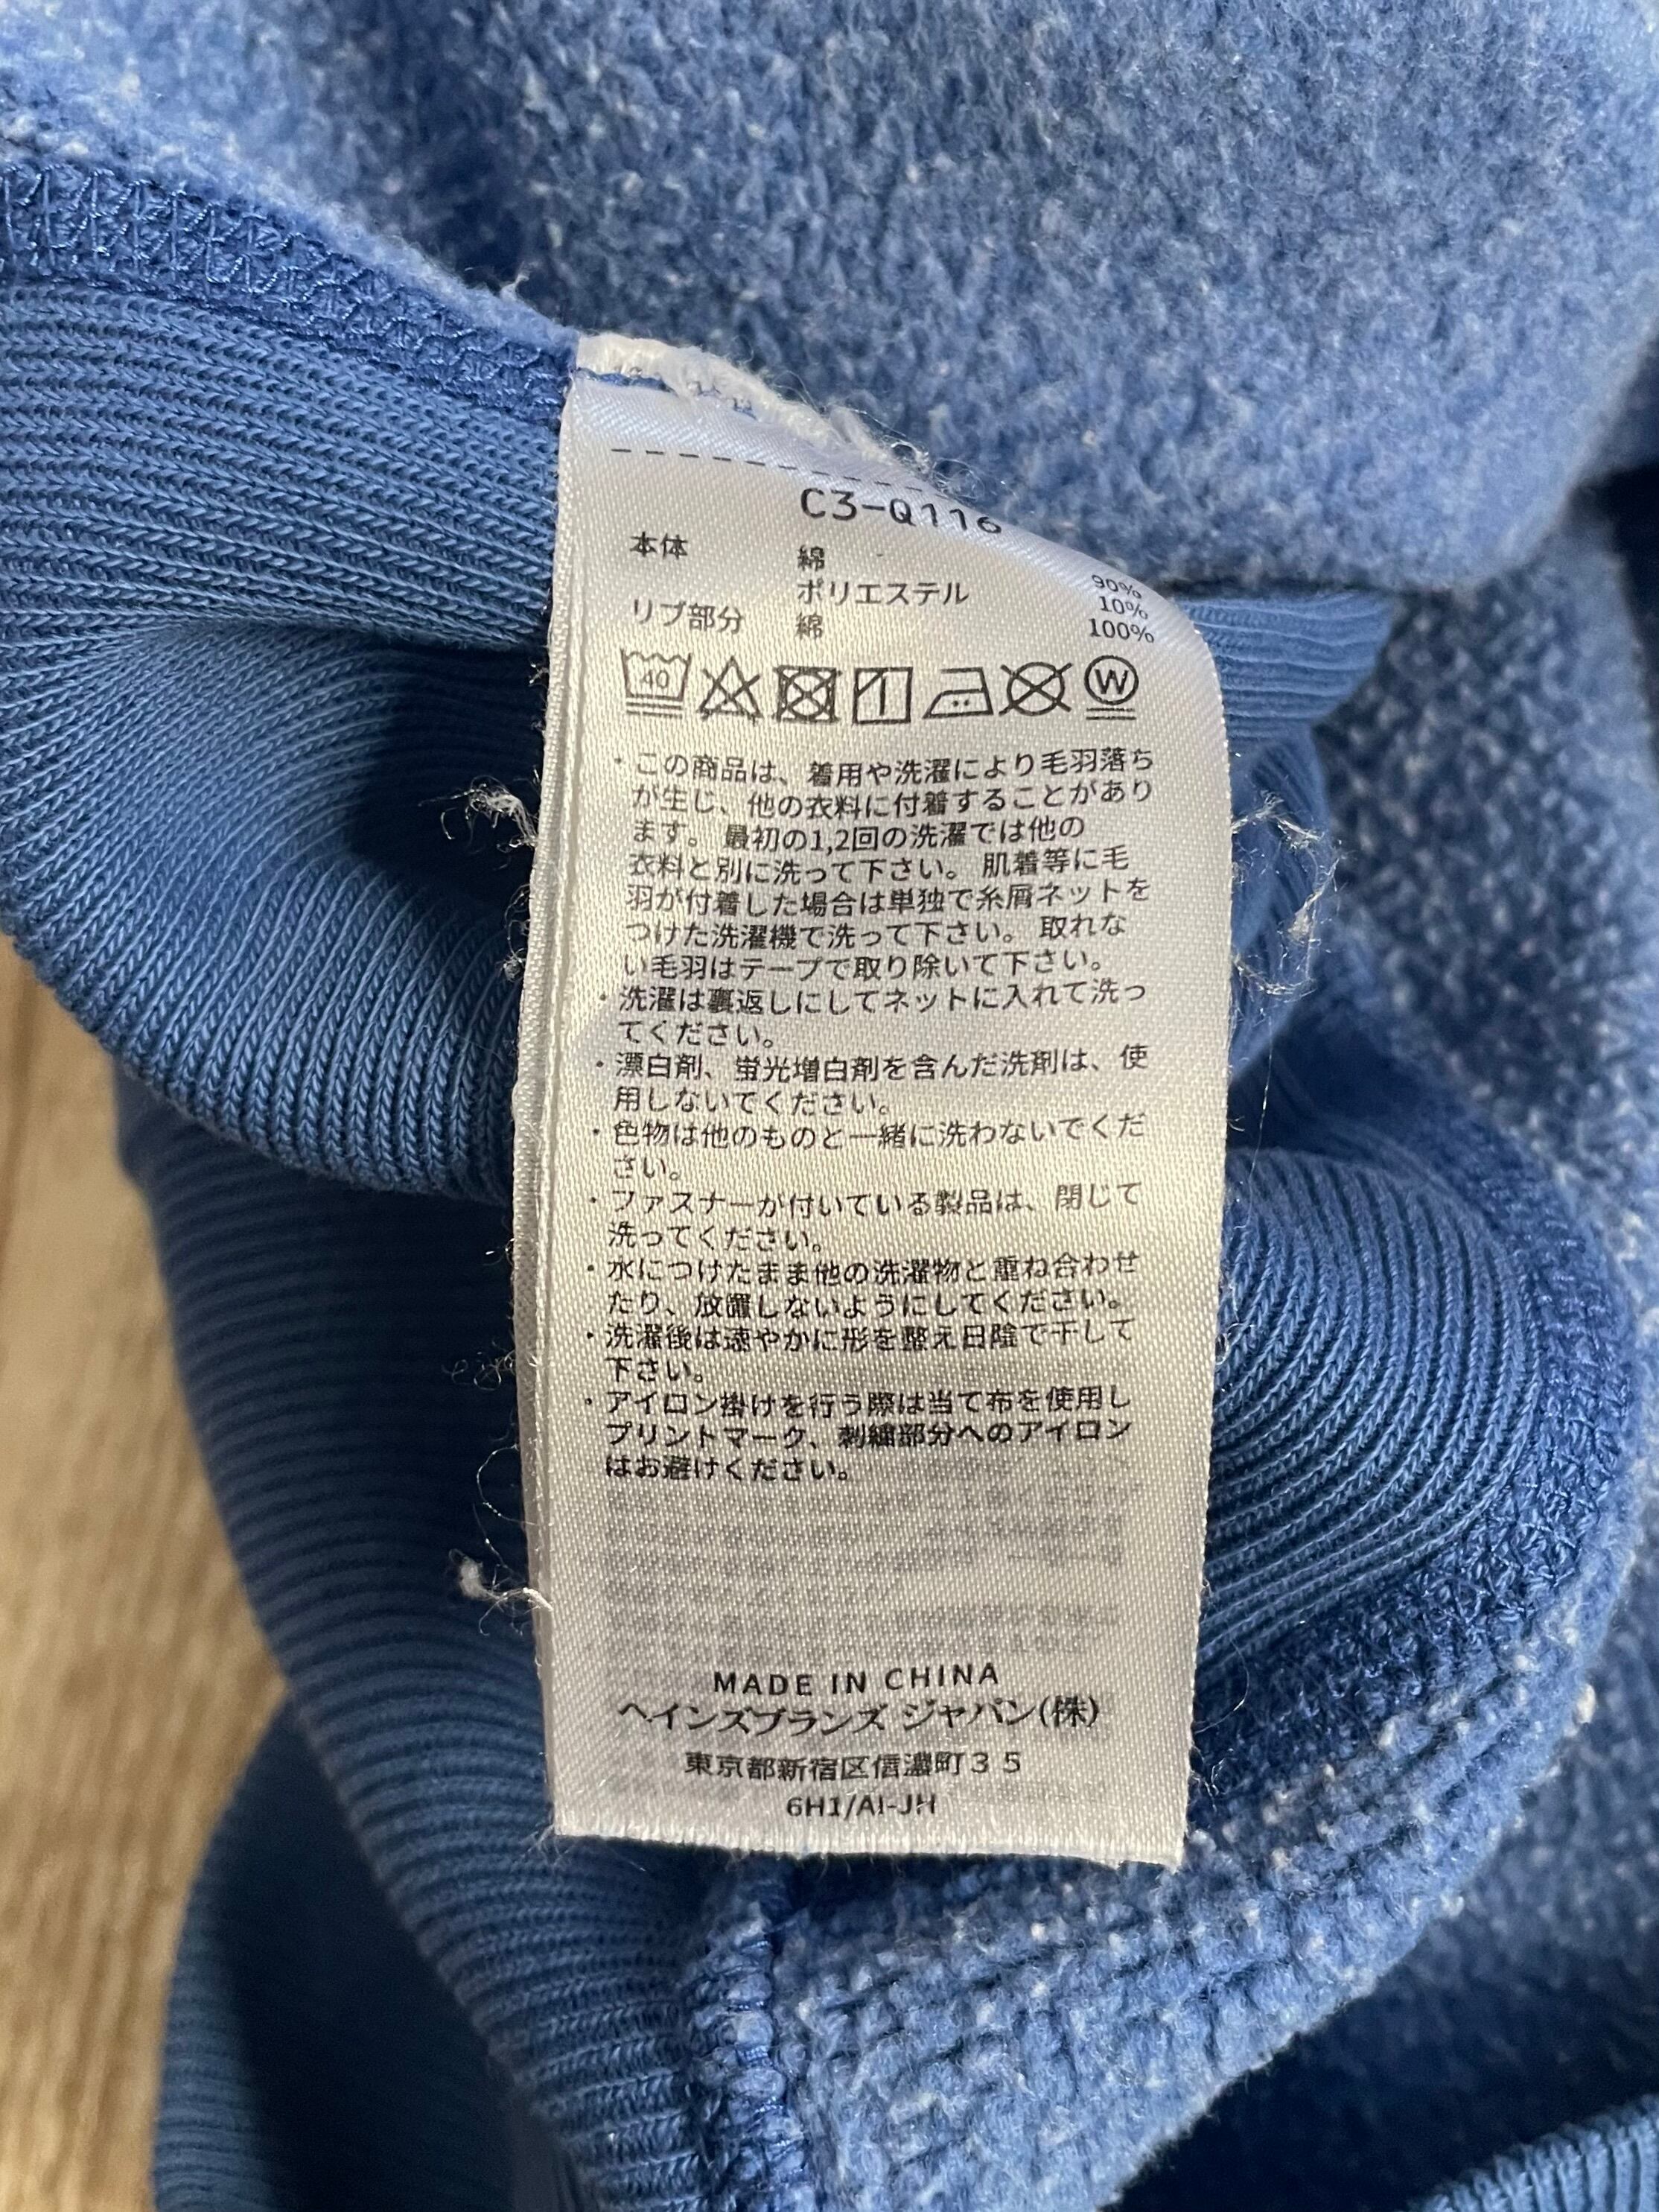 C3-Q116
本体 綿 90%
ポリエステル 10%
リブ部分 綿 100%
40
W
・この商品は、着用や洗濯により毛羽落ち
が生じ、他の衣料に付着することがあり
ます。 最初の1,2回の洗濯では他の
衣料と別に洗って下さい。 肌着等に毛
羽が付着した場合は単独で糸屑ネットを
つけた洗濯機で洗って下さい。 取れな
い毛羽はテープで取り除いて下さい。
・洗濯は裏返しにしてネットに入れて洗っ
てください。
・漂白剤、蛍光増白剤を含んだ洗剤は、使
用しないでください。
・色物は他のものと一緒に洗わないでくだ
さい。
・ファスナーが付いている製品は、閉じて
洗ってください。
・水につけたまま他の洗濯物と重ね合わせ
たり、放置しないようにしてください。
・洗濯後は速やかに形を整え日陰で干して
下さい。
・アイロン掛けを行う際は当て布を使用し
プリントマーク、刺繍部分へのアイロン
はお避けください。
MADE IN CHINA
ヘインズブランズ ジャパン(株)
東京都新宿区信濃町35
6H1/AI-JH